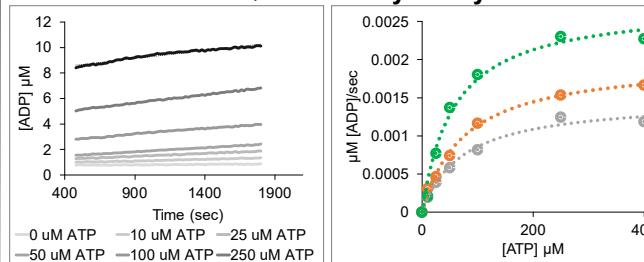 12
10
8
6
4
2
0
[ADP] µM
400 900 1400 1900
Time (sec)
0 uM ATP 10 uM ATP 25 uM ATP
50 uM ATP 100 uM ATP 250 uM ATP
0.0025
0.002
0.0015
0.001
0.0005
0
µM [ADP]/sec
0 200
[ATP] µM